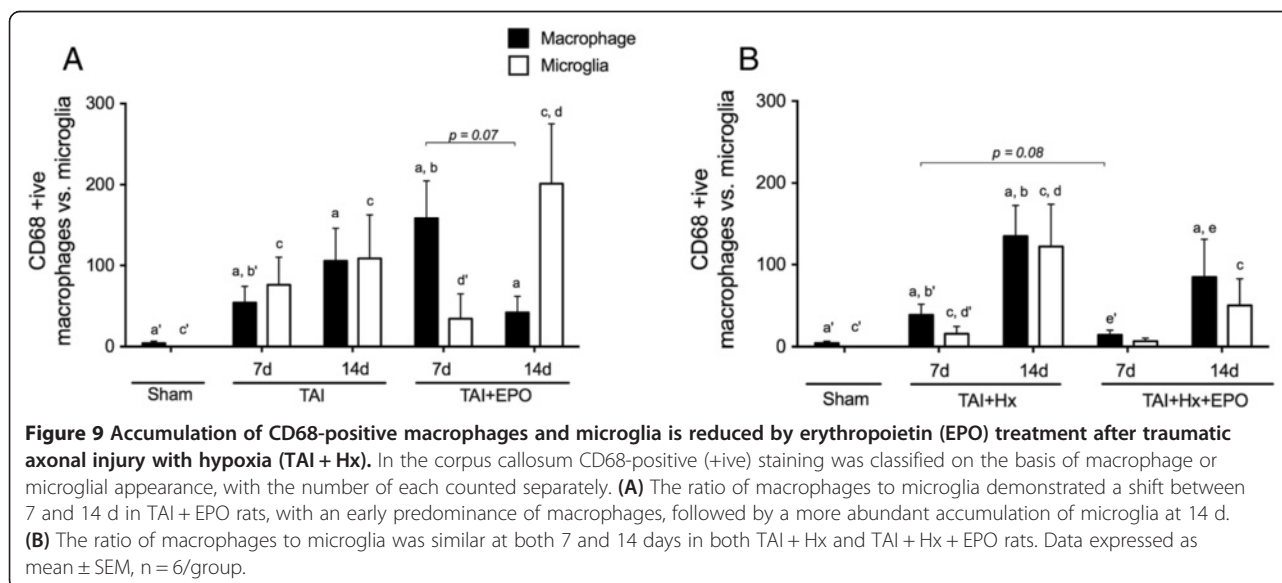 Macrophage
Microglia
A
CD68 +ive
macrophages vs. microglia
300
200
100
0
a'
c'
a, b'
c
a
c
a, b
d'
a
c, d
p = 0.07
7d
14d
7d
14d
Sham
TAI
TAI+EPO
B
CD68 +ive
macrophages vs. microglia
300
200
100
0
a'
c'
a, b'
c, d'
a, b
c, d
e'
a, e
c
p = 0.08
7d
14d
7d
14d
Sham
TAI+Hx
TAI+Hx+EPO
Figure 9 Accumulation of CD68-positive macrophages and microglia is reduced by erythropoietin (EPO) treatment after traumatic
axonal injury with hypoxia (TAI + Hx). In the corpus callosum CD68-positive (+ive) staining was classified on the basis of macrophage or
microglial appearance, with the number of each counted separately. (A) The ratio of macrophages to microglia demonstrated a shift between
7 and 14 d in TAI + EPO rats, with an early predominance of macrophages, followed by a more abundant accumulation of microglia at 14 d.
(B) The ratio of macrophages to microglia was similar at both 7 and 14 days in both TAI + Hx and TAI + Hx + EPO rats. Data expressed as
mean ± SEM, n = 6/group.